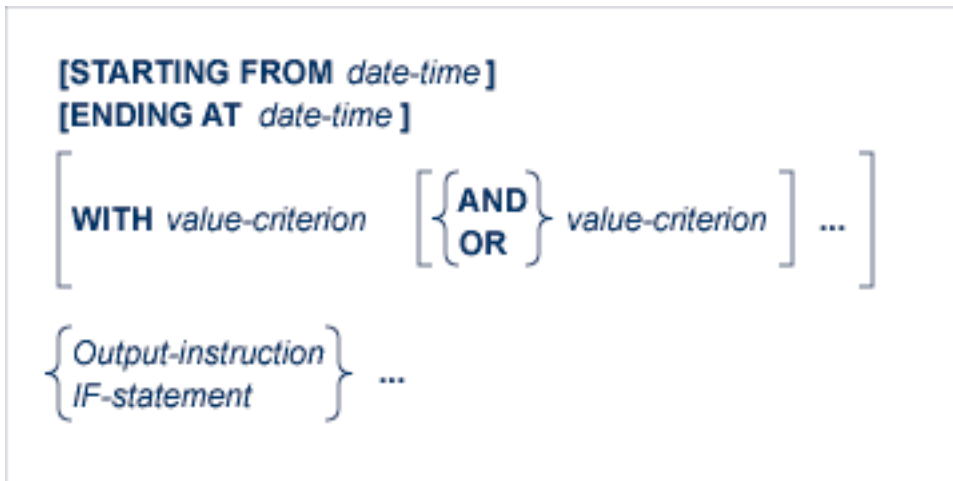 [STARTING FROM date-time]
[ENDING AT date-time ]
[WITH value-criterion [{AND
OR} value-criterion] ...]
{Output-instruction
IF-statement} ...